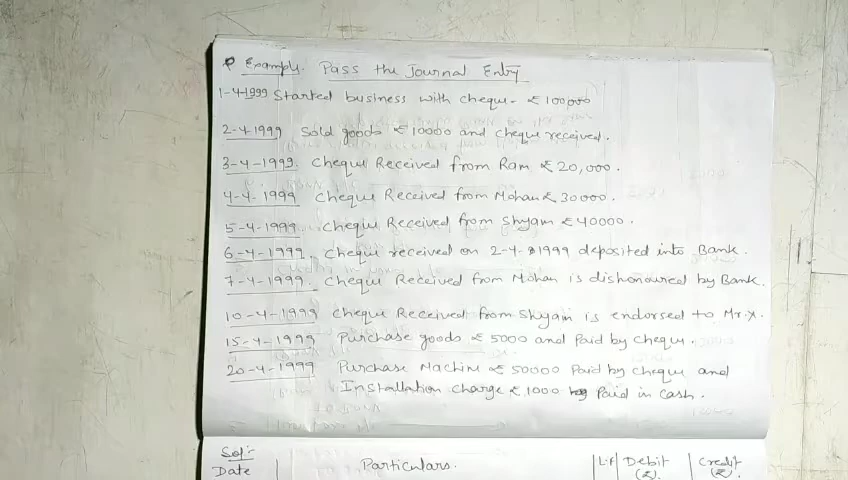 Example. Pass the Journal Entry
1-4-1999 Started business with cheque - ₹100,000
2-4-1999 Sold goods ₹10000 and cheque received.
3-4-1999. Cheque Received from Ram ₹20,000.
4-4-1999 Cheque Received from Mohan ₹30000.
5-4-1999. Cheque Received from Shyam ₹40000.
6-4-1999. Cheque received on 2-4-1999 deposited into Bank.
7-4-1999. Cheque Received from Mohan is dishonoured by Bank.
10-4-1999 Cheque Received from Shyam is endorsed to Mr. X.
15-4-1999 Purchase goods ₹5000 and Paid by cheque.
20-4-1999 Purchase Machine ₹50000 Paid by cheque and
Installation charge ₹1000 Paid in cash.
Sol:-
Date Particulars. L.F Debit (₹). Credit (₹).